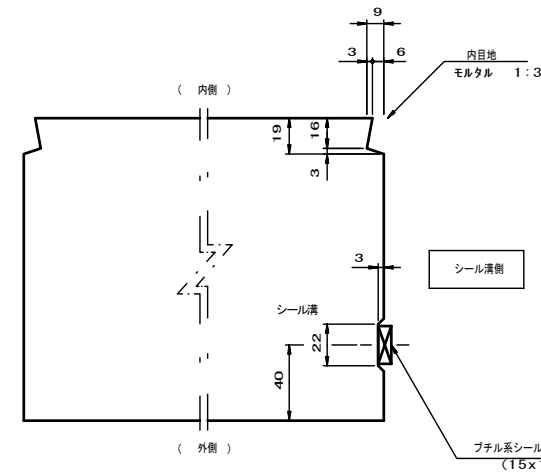 9
3 6
内目地
モルタル 1:3
( 内側 )
19
16
3
3
シール溝側
シール溝
22
40
( 外側 )
ブチル系シール
(15x